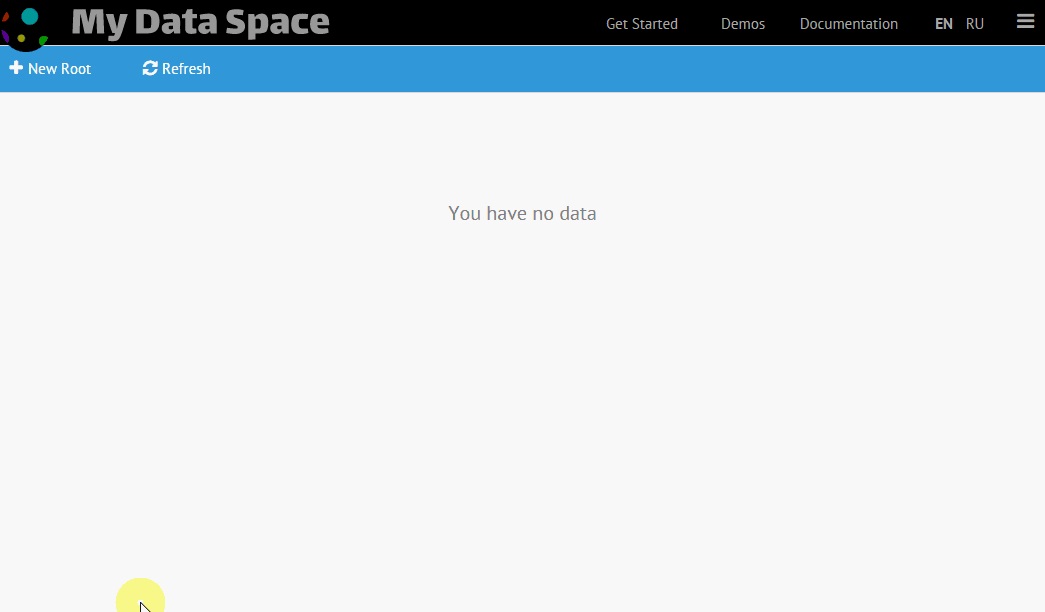 My Data Space Get Started Demos Documentation EN RU
New Root Refresh
You have no data